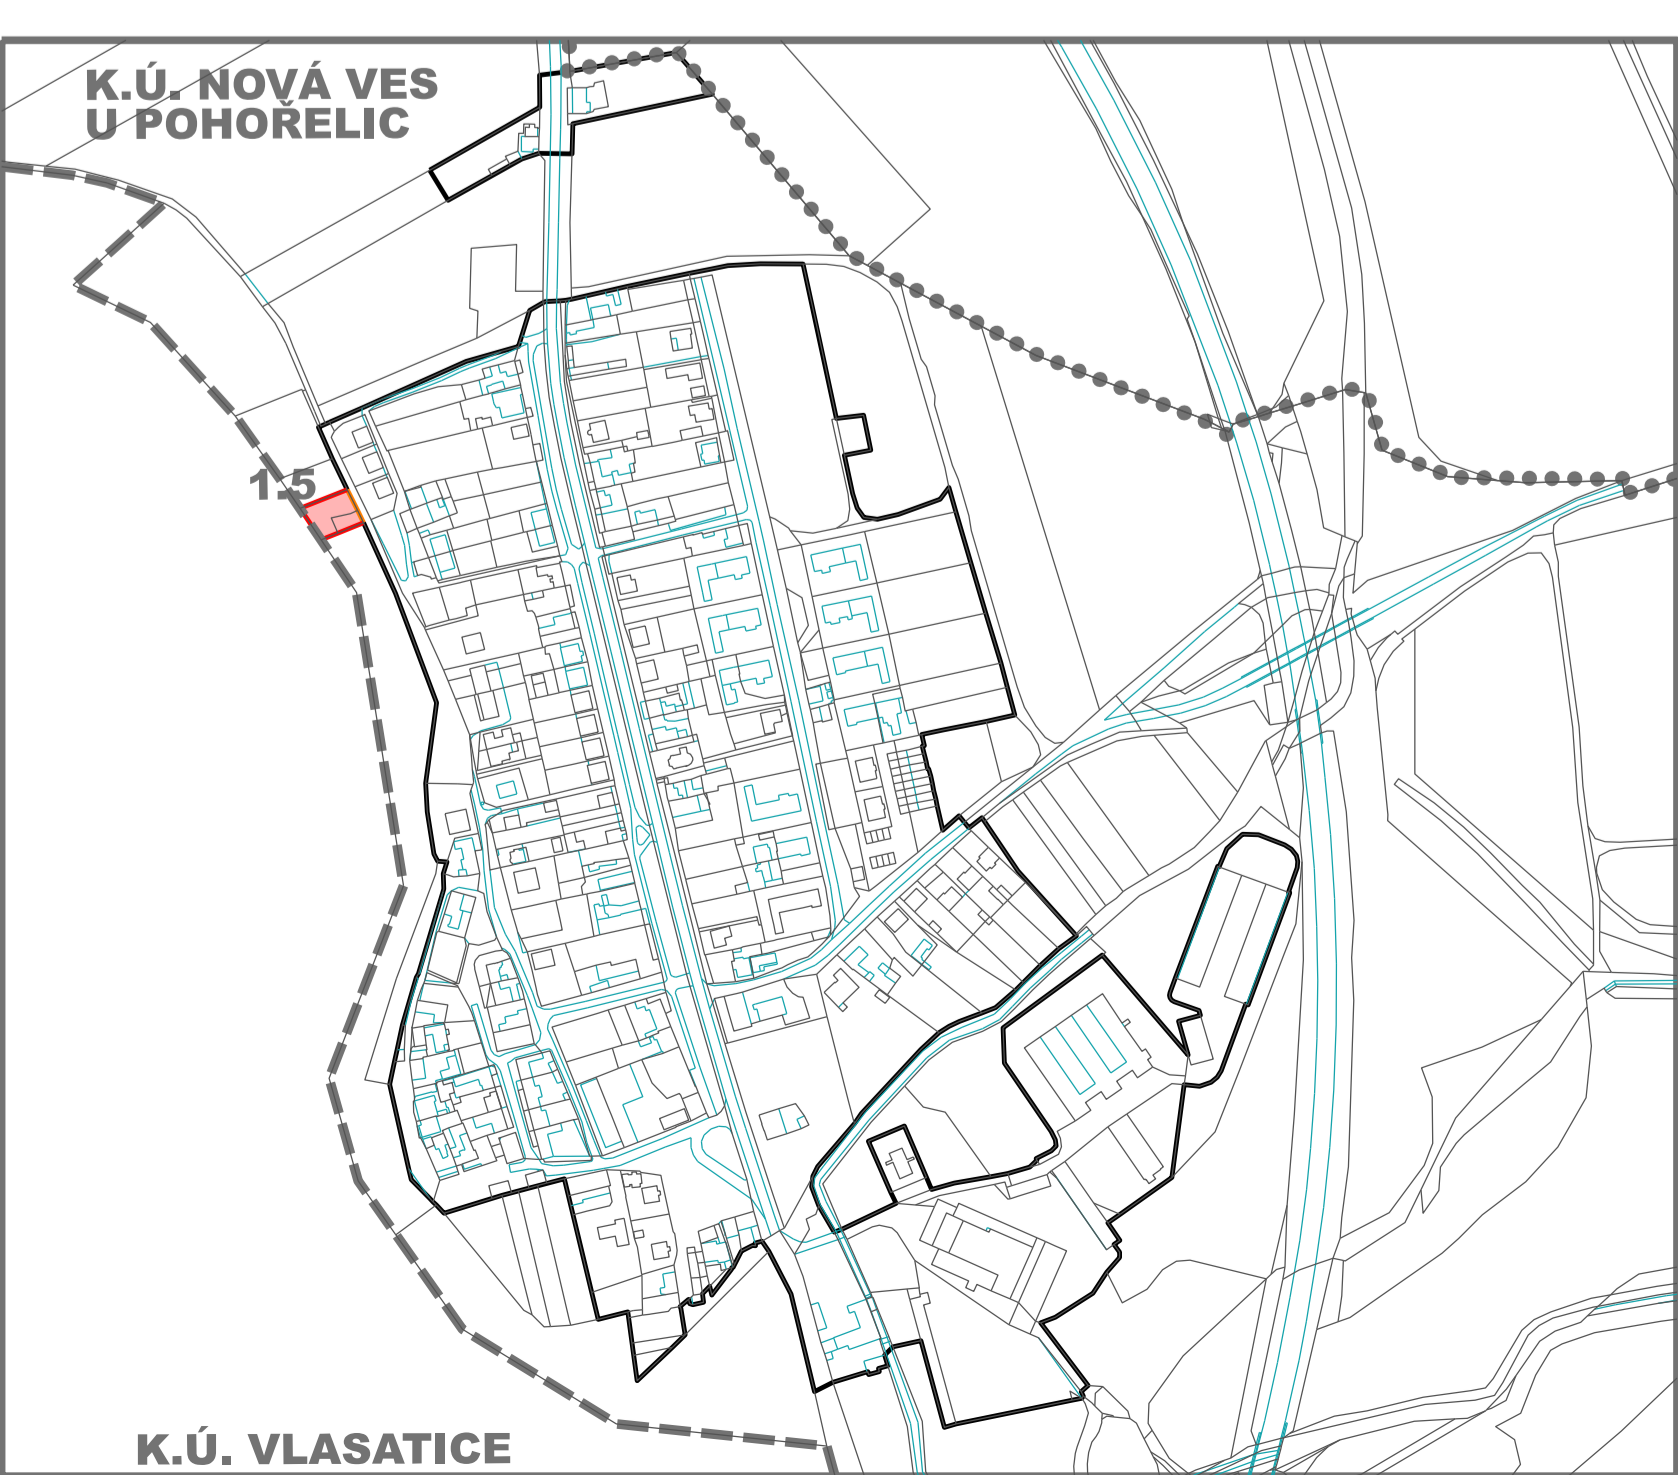 K.Ú. NOVÁ VES
U POHOŘELIC
1.5
K.Ú. VLASATICE